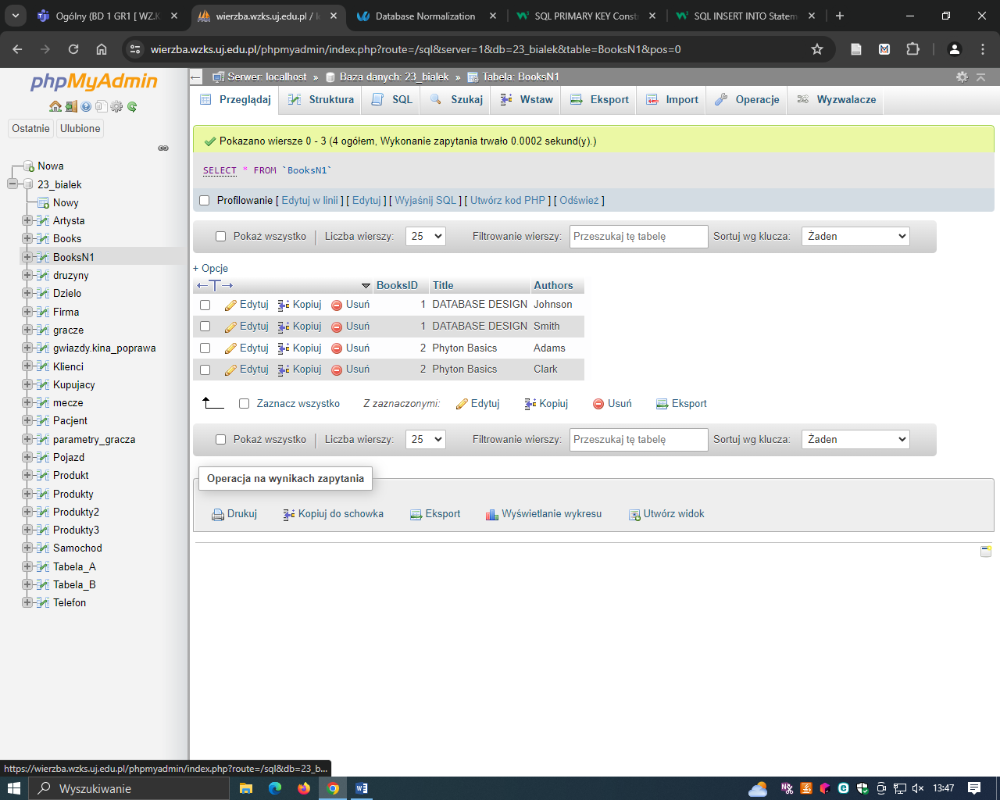 Ogólny (BD 1 GR1 [ WZ.K
wierzba.wzks.uj.edu.pl / l
Database Normalization
SQL PRIMARY KEY Const
SQL INSERT INTO Statem
wierzba.wzks.uj.edu.pl/phpmyadmin/index.php?route=/sql&server=1&db=23_bialek&table=BooksN1&pos=0
phpMyAdmin
Ostatnie Ulubione
Nowa
23_bialek
Nowy
Artysta
Books
BooksN1
druzyny
Dzielo
Firma
gracze
gwiazdy.kina_poprawa
Klienci
Kupujacy
mecze
Pacjent
parametry_gracza
Pojazd
Produkt
Produkty
Produkty2
Produkty3
Samochod
Tabela_A
Tabela_B
Telefon
Serwer: localhost » Baza danych: 23_bialek » Tabela: BooksN1
Przeglądaj Struktura SQL Szukaj Wstaw Eksport Import Operacje Wyzwalacze
Pokazano wiersze 0 - 3 (4 ogółem, Wykonanie zapytania trwało 0.0002 sekund(y).)
SELECT * FROM `BooksN1`
Profilowanie [ Edytuj w linii ] [ Edytuj ] [ Wyjaśnij SQL ] [ Utwórz kod PHP ] [ Odśwież ]
Pokaż wszystko Liczba wierszy: 25 Filtrowanie wierszy: Przeszukaj tę tabelę Sortuj wg klucza: Żaden
+ Opcje
BooksID Title Authors
Edytuj Kopiuj Usuń 1 DATABASE DESIGN Johnson
Edytuj Kopiuj Usuń 1 DATABASE DESIGN Smith
Edytuj Kopiuj Usuń 2 Phyton Basics Adams
Edytuj Kopiuj Usuń 2 Phyton Basics Clark
Zaznacz wszystko Z zaznaczonymi: Edytuj Kopiuj Usuń Eksport
Pokaż wszystko Liczba wierszy: 25 Filtrowanie wierszy: Przeszukaj tę tabelę Sortuj wg klucza: Żaden
Operacja na wynikach zapytania
Drukuj Kopiuj do schowka Eksport Wyświetlanie wykresu Utwórz widok
https://wierzba.wzks.uj.edu.pl/phpmyadmin/index.php?route=/sql&db=23_b...
Wyszukiwanie
13:47